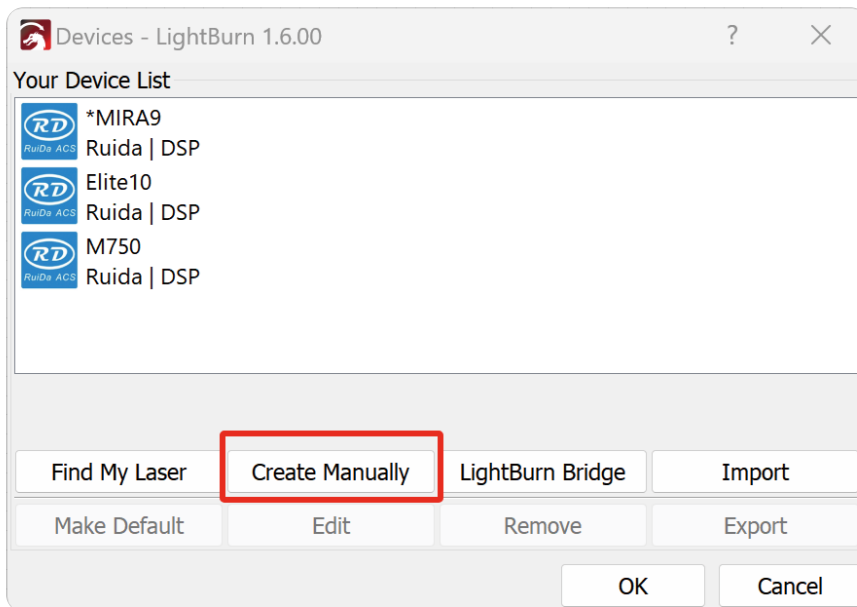 Devices - LightBurn 1.6.00 ?
Your Device List
RD
RuiDa ACS
*MIRA9
Ruida | DSP
RD
RuiDa ACS
Elite10
Ruida | DSP
RD
RuiDa ACS
M750
Ruida | DSP
Find My Laser Create Manually LightBurn Bridge Import
Make Default Edit Remove Export
OK Cancel